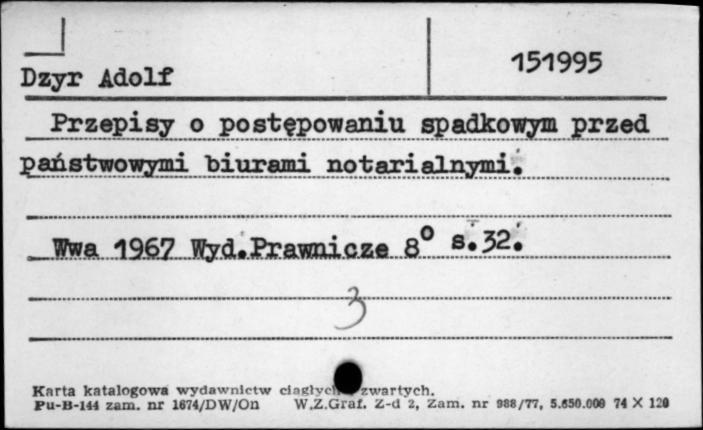 151995
Dzyr Adolf
Przepisy o postępowaniu spadkowym przed
państwowymi biurami notarialnymi.
Wwa 1967 Wyd.Prawnicze 8° s.32.
3
Karta katalogowa wydawnictw ciągłych zwartych.
Pu-B-144 zam. nr 1674/DW/On W.Z.Graf. Z-d 2, Zam. nr 988/77, 5.650.000 74 X 120